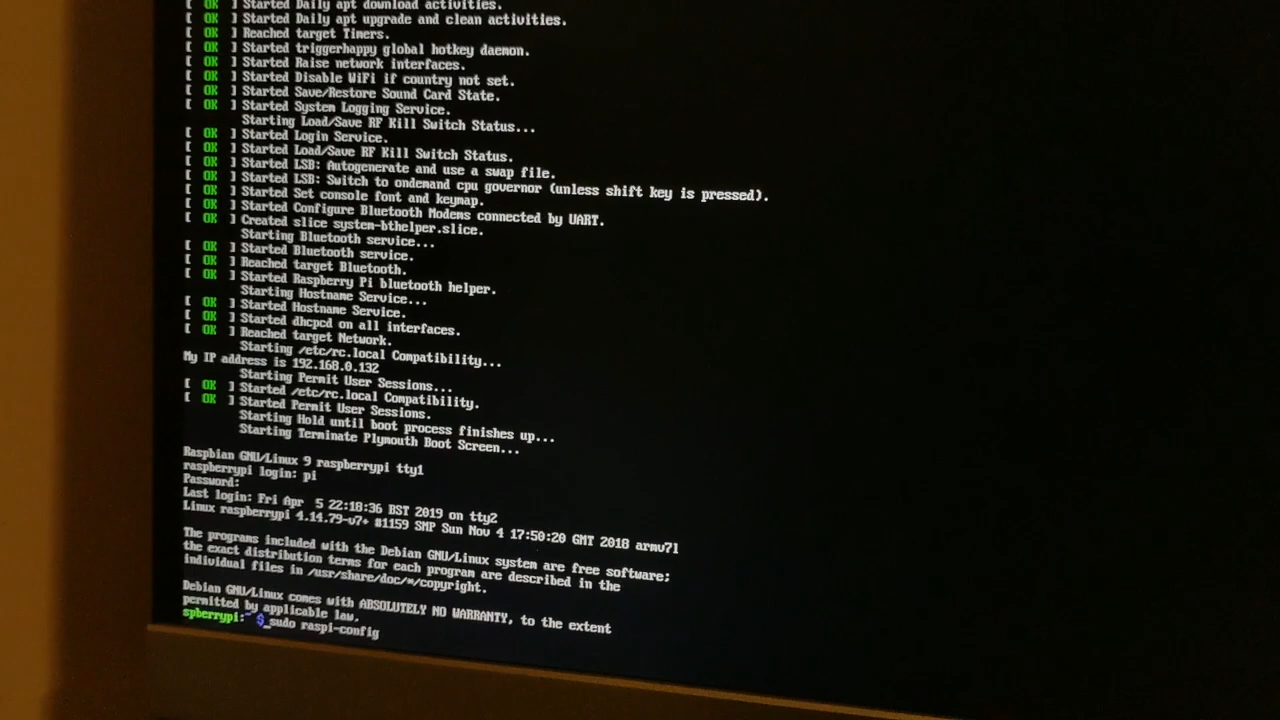 [ OK ] Started Daily apt download activities.
[ OK ] Started Daily apt upgrade and clean activities.
[ OK ] Reached target Timers.
[ OK ] Started triggerhappy global hotkey daemon.
[ OK ] Started Raise network interfaces.
[ OK ] Started Disable WiFi if country not set.
[ OK ] Started Save/Restore Sound Card State.
[ OK ] Started System Logging Service.
Starting Load/Save RF Kill Switch Status...
[ OK ] Started Login Service.
[ OK ] Started Load/Save RF Kill Switch Status.
[ OK ] Started LSB: Autogenerate and use a swap file.
[ OK ] Started LSB: Switch to ondemand cpu governor (unless shift key is pressed).
[ OK ] Started Set console font and keymap.
[ OK ] Started Configure Bluetooth Modems connected by UART.
[ OK ] Created slice system-bthelper.slice.
Starting Bluetooth service...
[ OK ] Started Bluetooth service.
[ OK ] Reached target Bluetooth.
[ OK ] Started Raspberry Pi bluetooth helper.
Starting Hostname Service...
[ OK ] Started Hostname Service.
[ OK ] Started dhcpcd on all interfaces.
[ OK ] Reached target Network.
Starting /etc/rc.local Compatibility...
My IP address is 192.168.0.132
Starting Permit User Sessions...
[ OK ] Started /etc/rc.local Compatibility.
[ OK ] Started Permit User Sessions.
Starting Hold until boot process finishes up...
Starting Terminate Plymouth Boot Screen...
Raspbian GNU/Linux 9 raspberrypi tty1
raspberrypi login: pi
Password:
Last login: Fri Apr  5 22:18:36 BST 2019 on tty2
Linux raspberrypi 4.14.79-v7+ #1159 SMP Sun Nov 4 17:50:20 GMT 2018 armv7l
The programs included with the Debian GNU/Linux system are free software;
the exact distribution terms for each program are described in the
individual files in /usr/share/doc/*/copyright.
Debian GNU/Linux comes with ABSOLUTELY NO WARRANTY, to the extent
permitted by applicable law.
spberrypi:~ $_sudo raspi-config